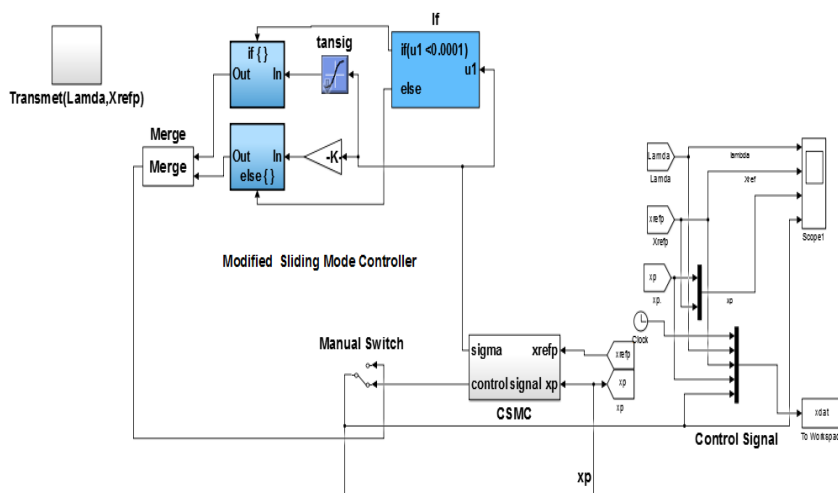 If
tansig
if { }
Out In
if(u1 <0.0001)
u1
else
Transmet(Lamda,Xrefp)
Merge
Merge
Out In
else { }
-K-
Lamda
Lamda
lambda
Xref
Scope1
xrefp
Xrefp
Modified Sliding Mode Controller
xp
xp.
xp
Clock
Manual Switch
sigma xrefp
control signal xp
CSMC
xrefp
xp
xp
Control Signal
xdat
To Workspac
xp